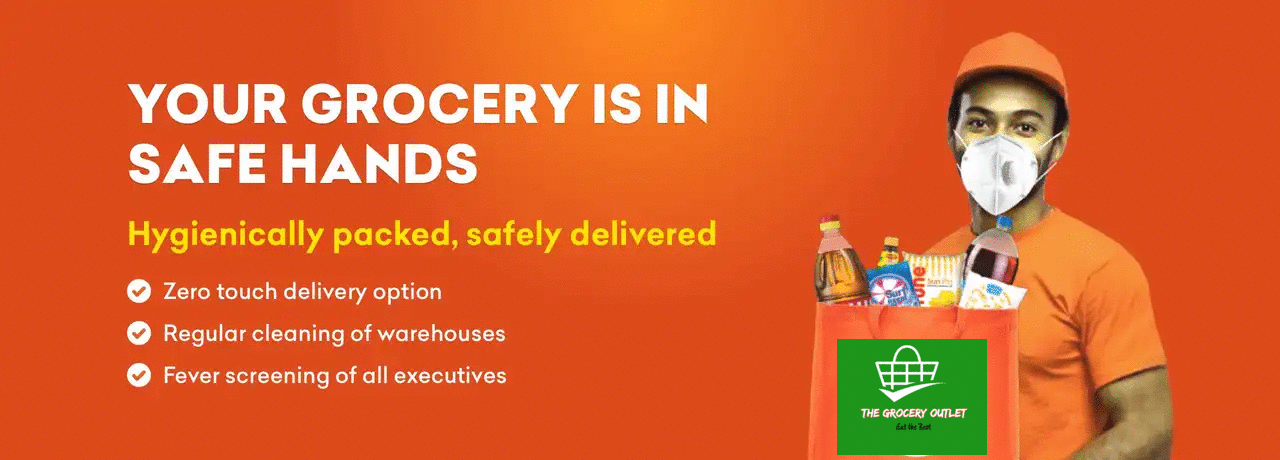 YOUR GROCERY IS IN
SAFE HANDS
Hygienically packed, safely delivered
Zero touch delivery option
Regular cleaning of warehouses
Fever screening of all executives
Surf
THE GROCERY OUTLET
Eat the Best